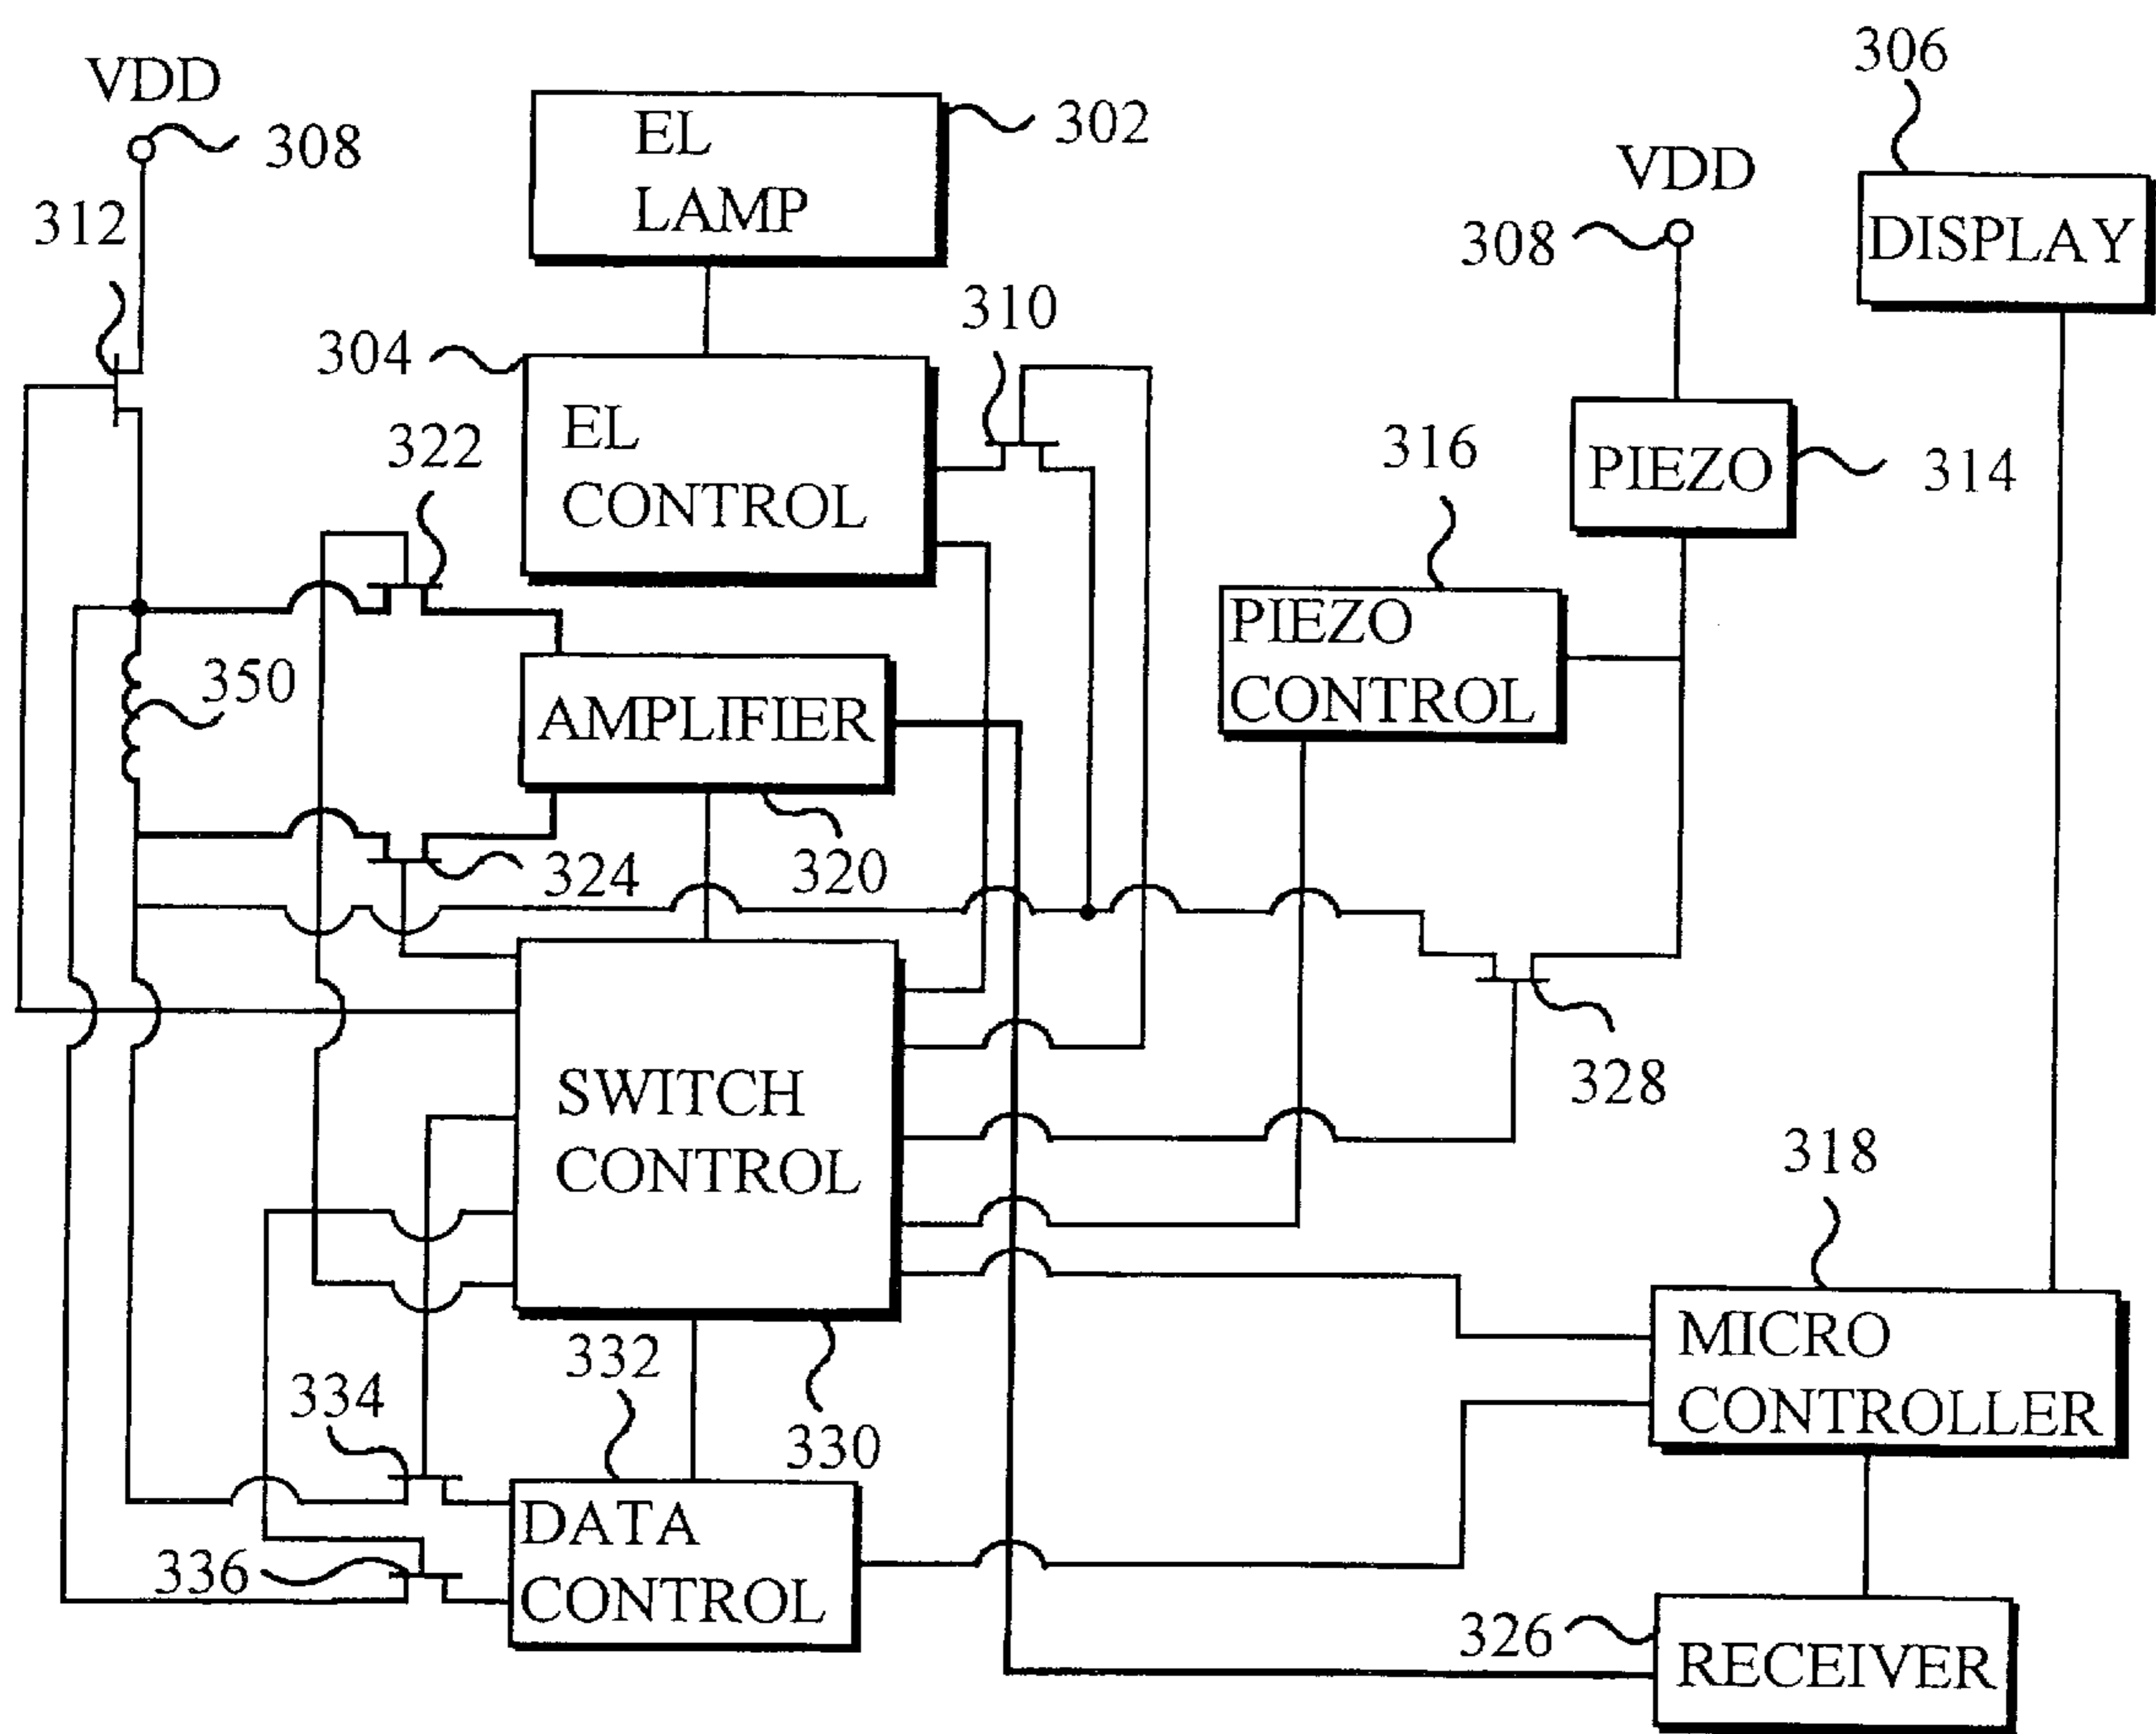 VDD
308
312
EL
LAMP
302
306
DISPLAY
VDD
308
304
EL
CONTROL
310
322
316
PIEZO
314
PIEZO
CONTROL
350
AMPLIFIER
320
324
SWITCH
CONTROL
328
318
MICRO
CONTROLLER
332
334
330
DATA
CONTROL
336
326
RECEIVER